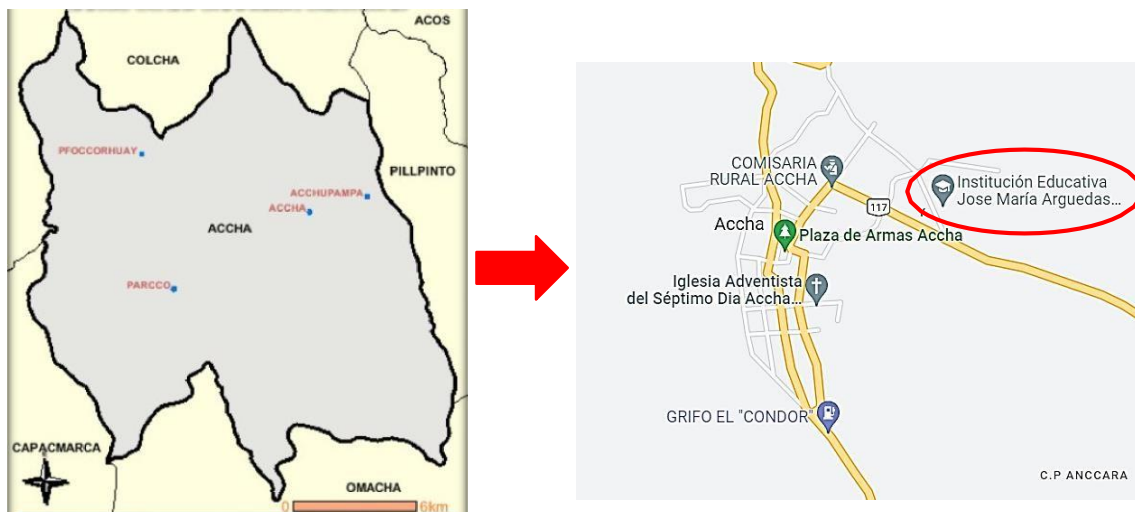 ACOS
COLCHA
PFOCCORHUAY
PILLPINTO
ACCHUPAMPA
ACCHA
ACCHA
PARCCO
CAPACMARCA
OMACHA
0 6km
COMISARIA
RURAL ACCHA
Institución Educativa
Jose María Arguedas...
117
Accha
Plaza de Armas Accha
Iglesia Adventista
del Séptimo Dia Accha...
GRIFO EL "CONDOR"
C.P ANCCARA